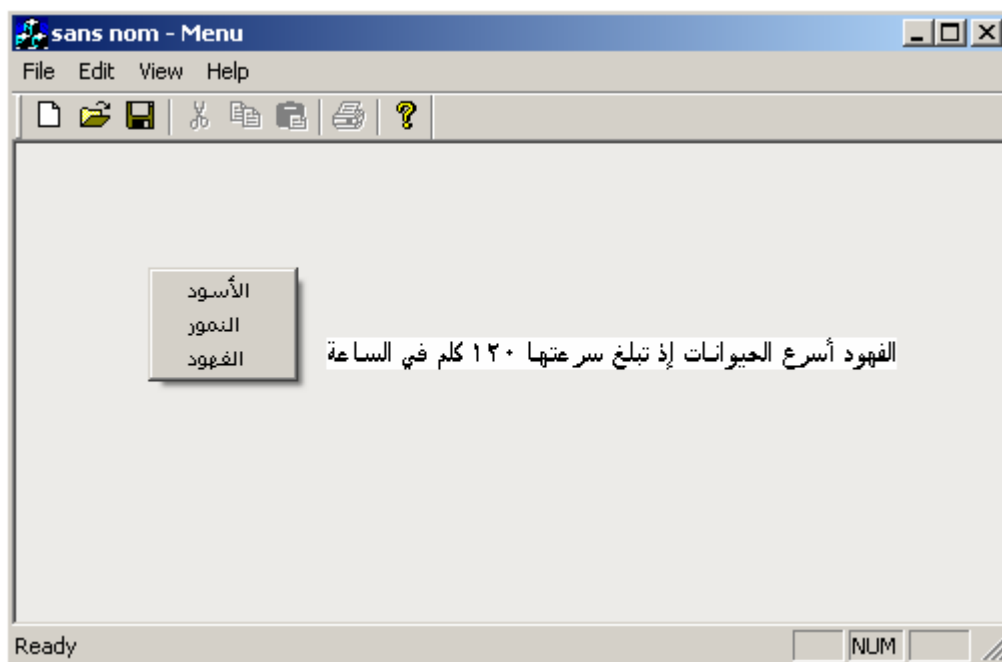 sans nom - Menu
File Edit View Help
الأسود
النمور
الفهود
الفهود أسرع الحيوانات إذ تبلغ سرعتها ١٢٠ كلم في الساعة
Ready
NUM